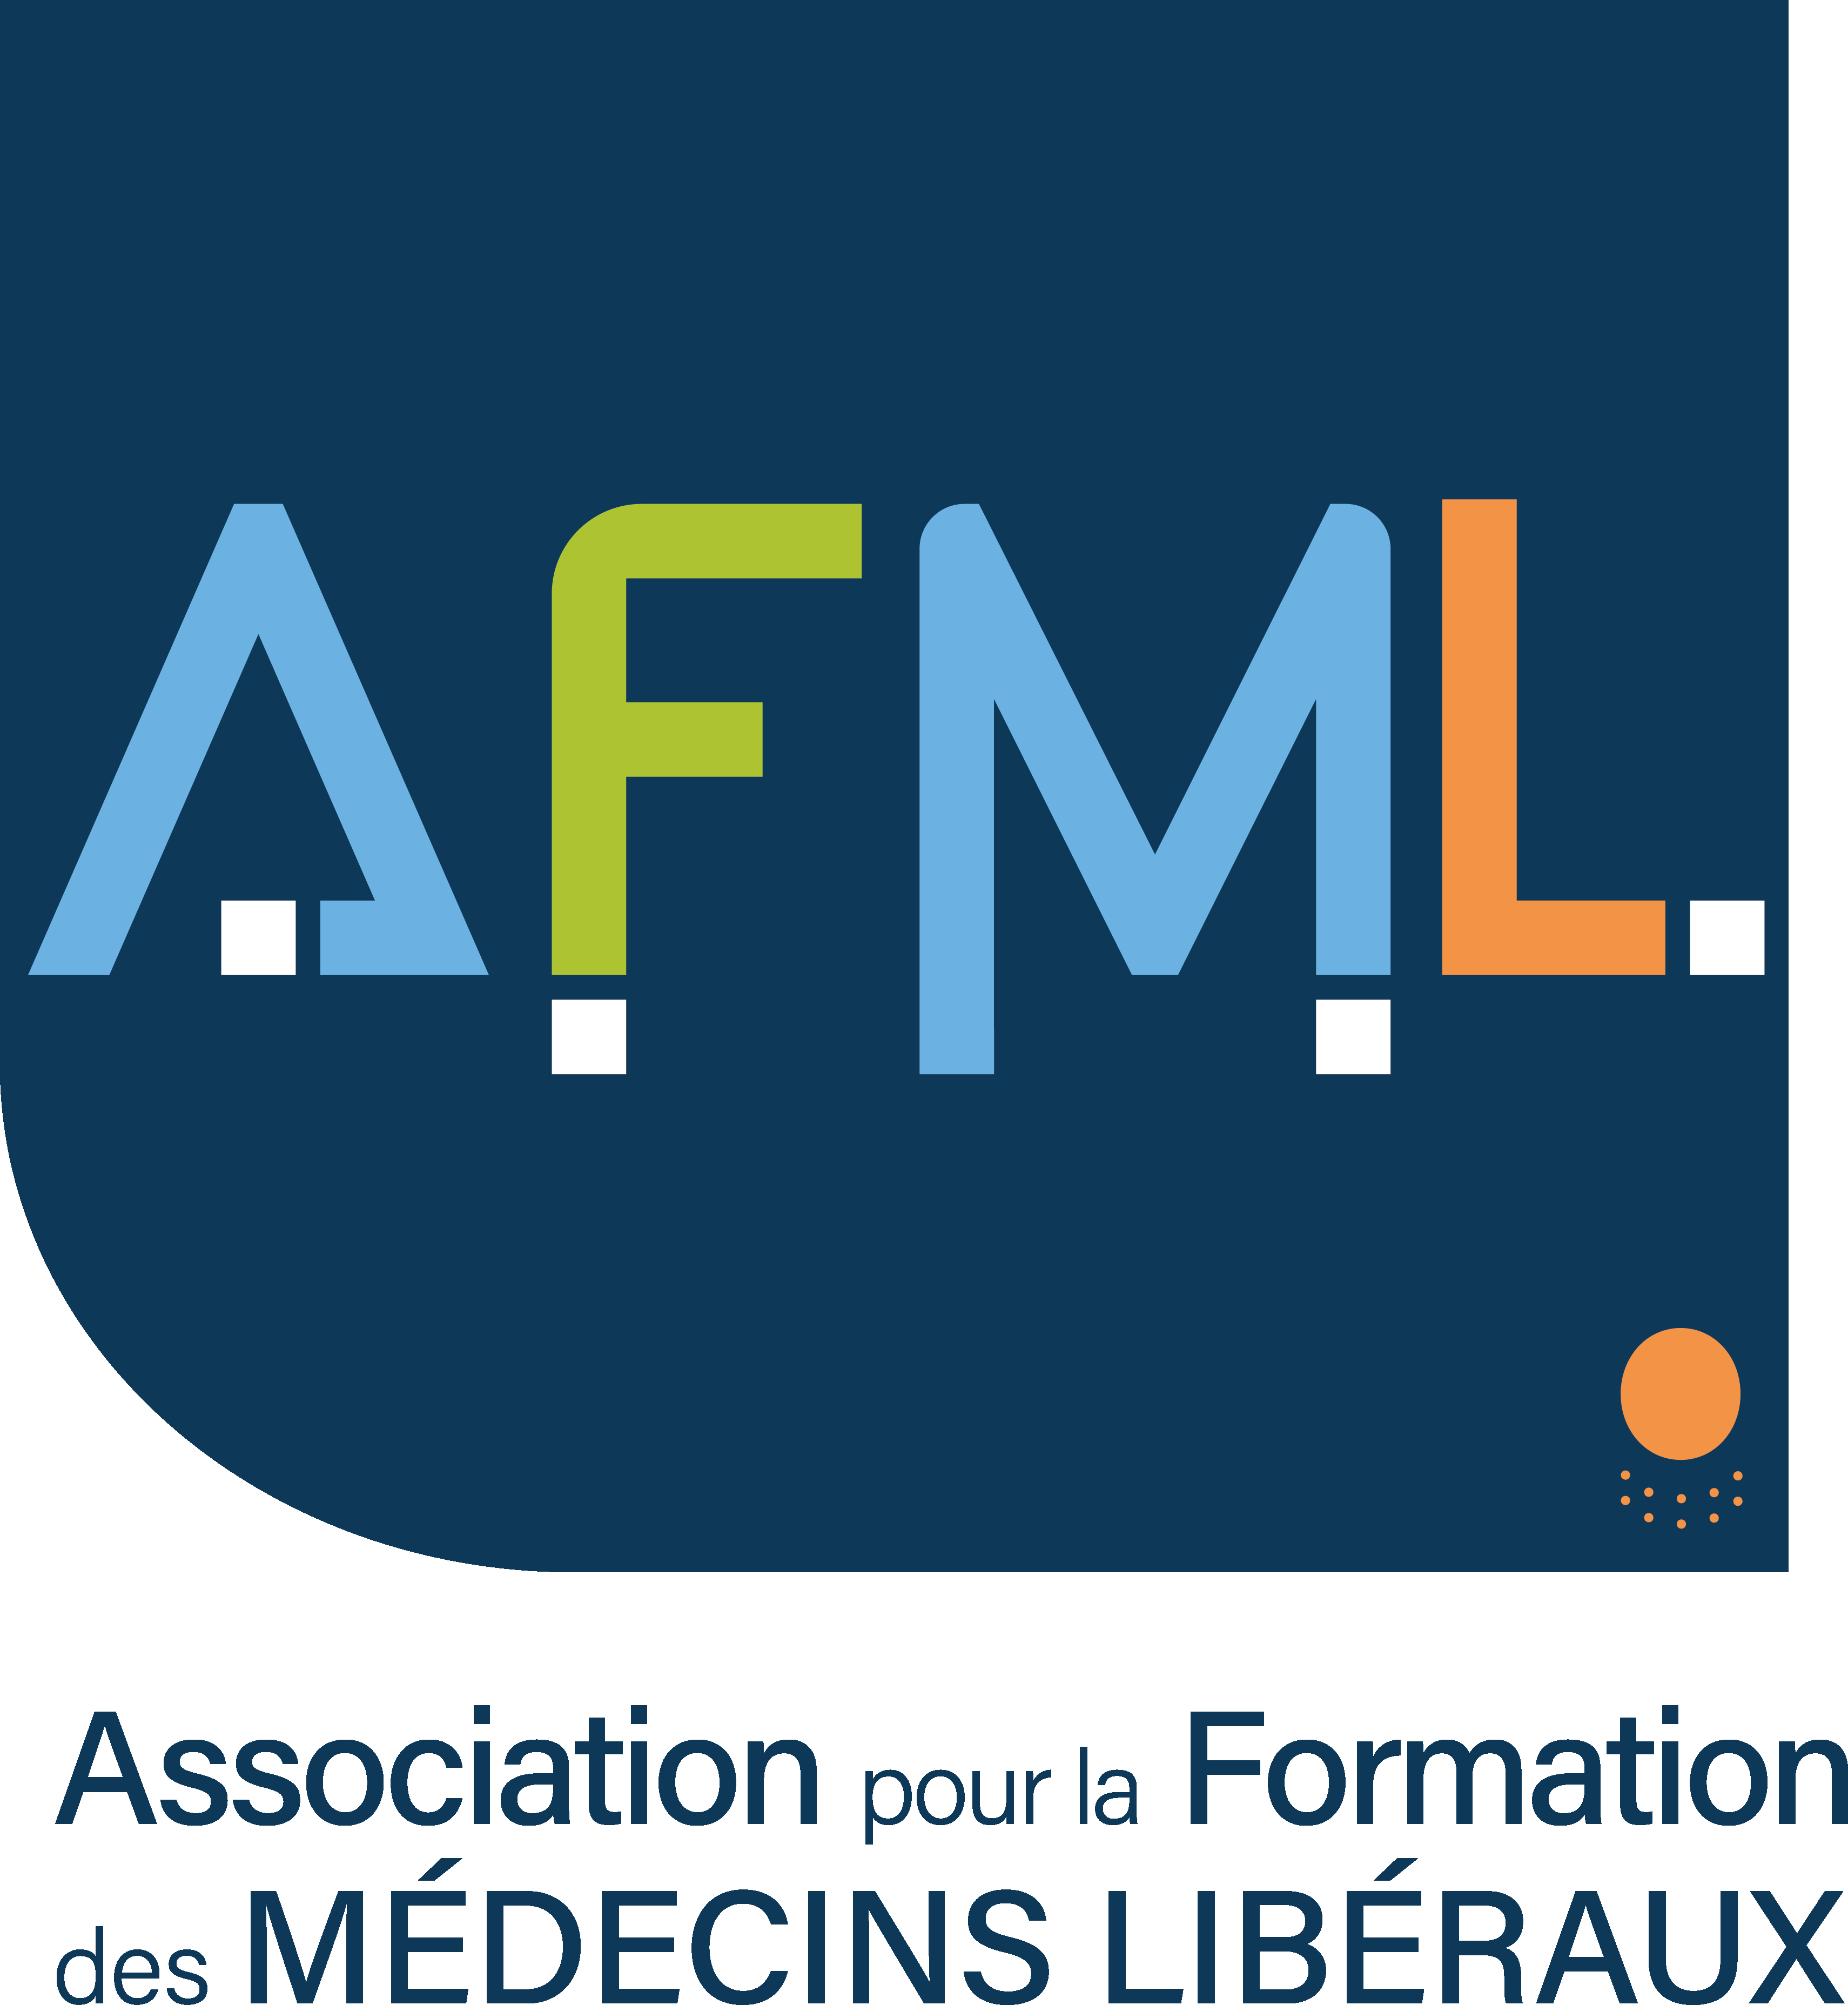 AFML
Association pour la Formation
des MÉDECINS LIBÉRAUX